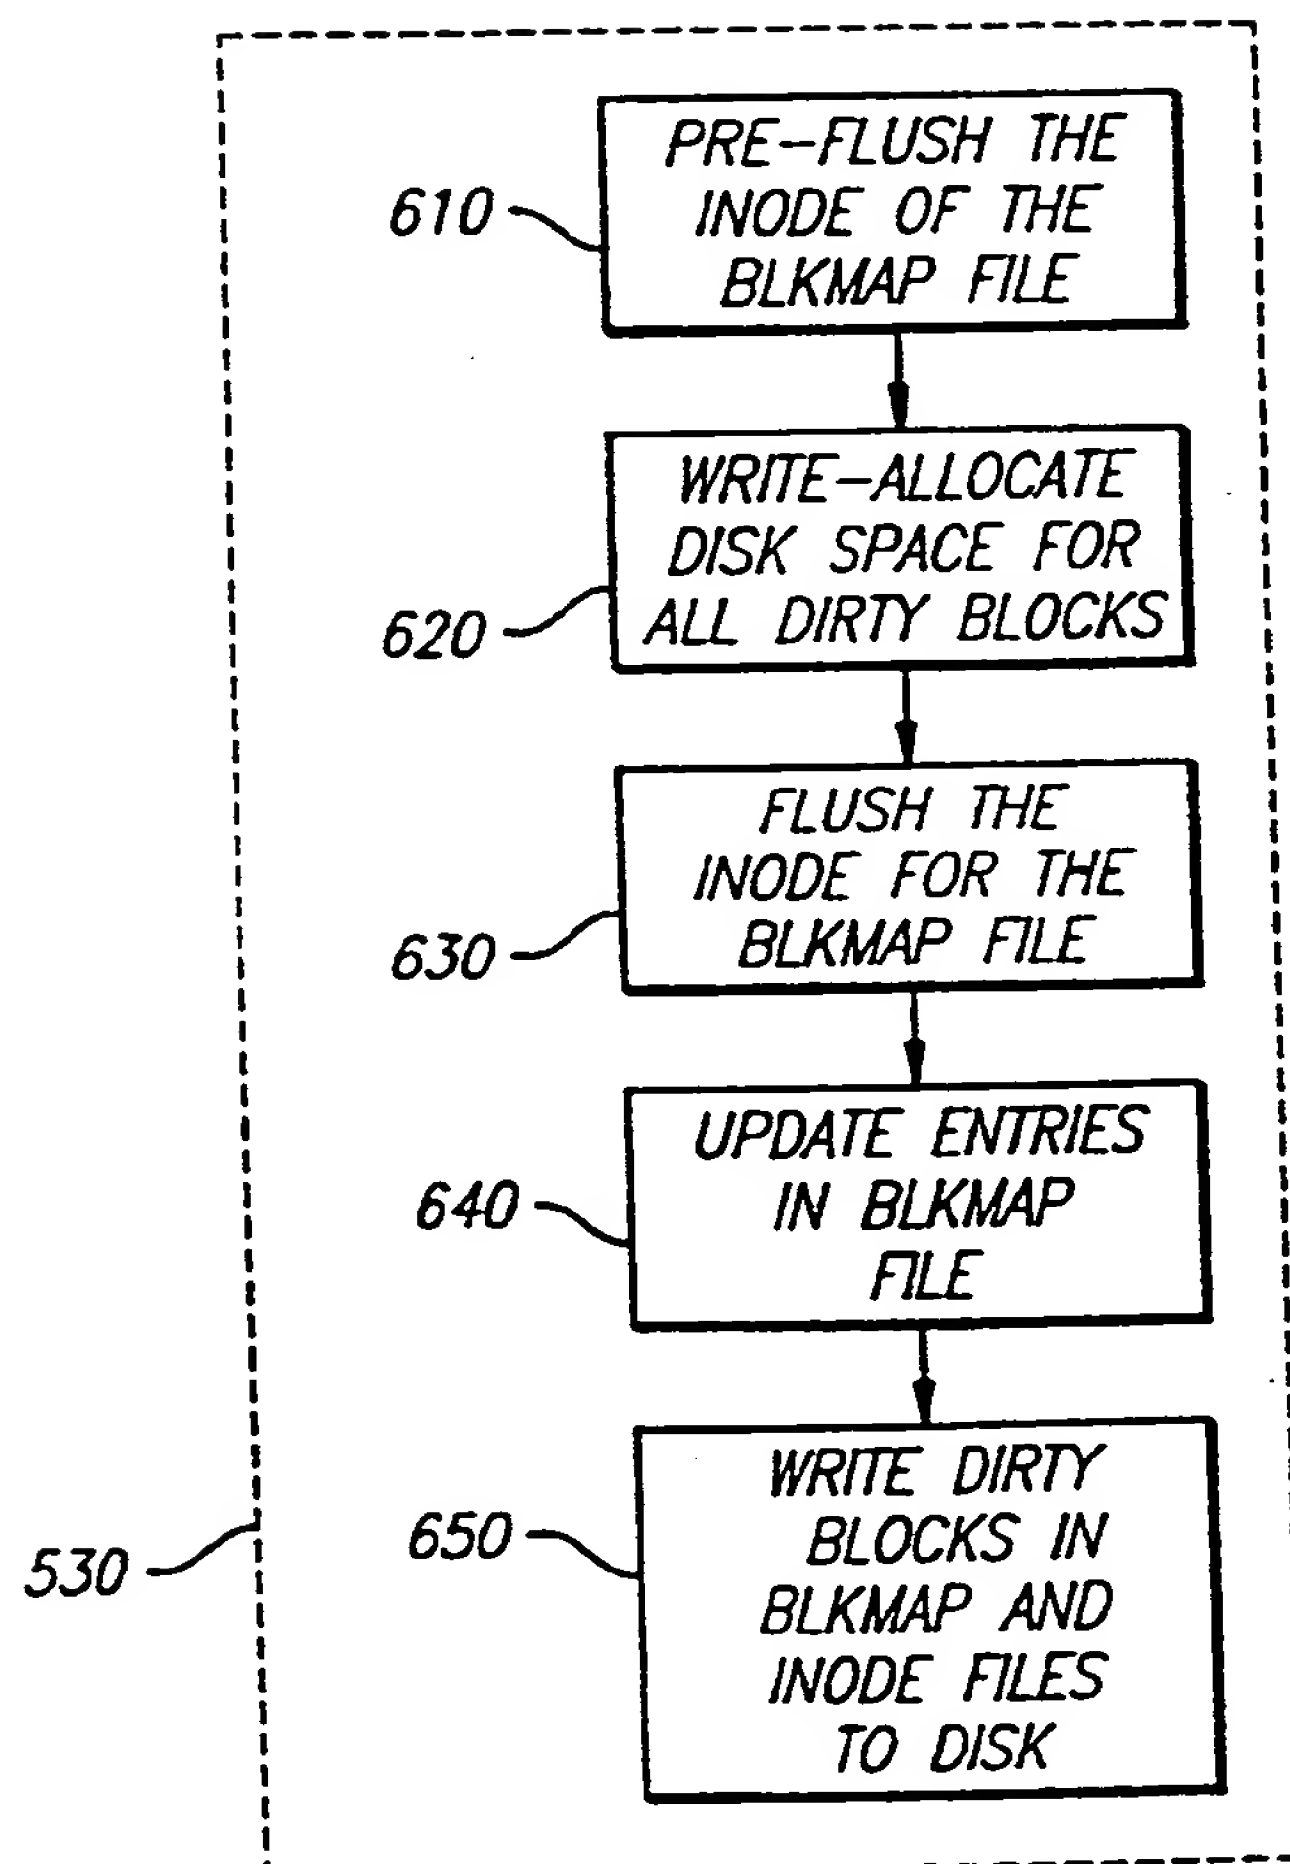 PRE-FLUSH THE
INODE OF THE
BLKMAP FILE
610
WRITE-ALLOCATE
DISK SPACE FOR
ALL DIRTY BLOCKS
620
FLUSH THE
INODE FOR THE
BLKMAP FILE
630
UPDATE ENTRIES
IN BLKMAP
FILE
640
WRITE DIRTY
BLOCKS IN
BLKMAP AND
INODE FILES
TO DISK
650
530